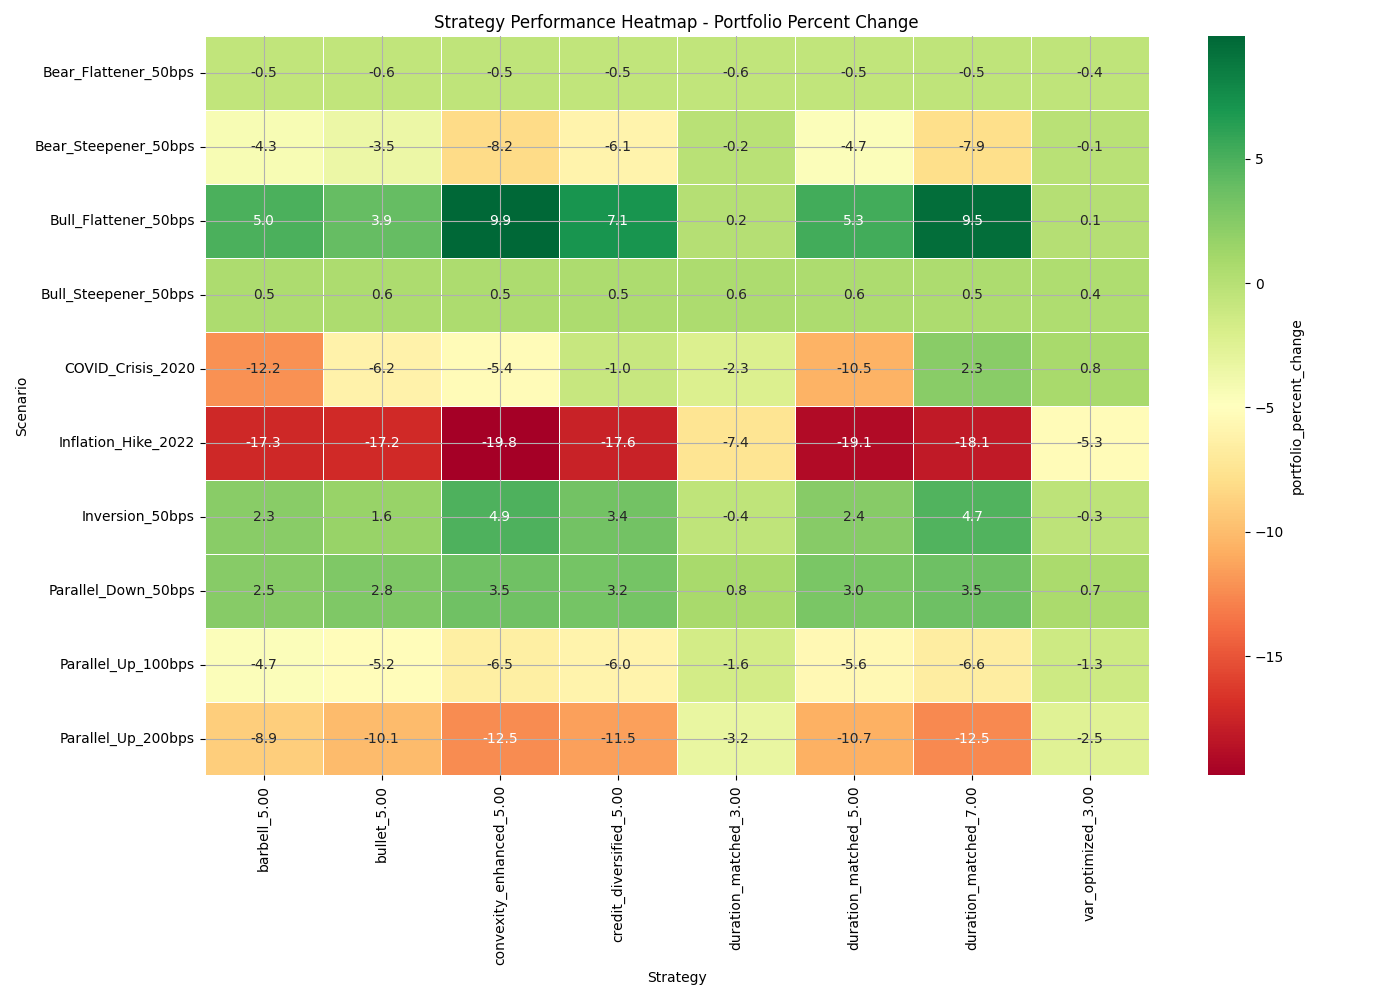 Strategy Performance Heatmap - Portfolio Percent Change
Scenario
Bear_Flattener_50bps -0.5 -0.6 -0.5 -0.5 -0.6 -0.5 -0.5 -0.4
Bear_Steepener_50bps -4.3 -3.5 -8.2 -6.1 -0.2 -4.7 -7.9 -0.1
Bull_Flattener_50bps 5.0 3.9 9.9 7.1 0.2 5.3 9.5 0.1
Bull_Steepener_50bps 0.5 0.6 0.5 0.5 0.6 0.6 0.5 0.4
COVID_Crisis_2020 -12.2 -6.2 -5.4 -1.0 -2.3 -10.5 2.3 0.8
Inflation_Hike_2022 -17.3 -17.2 -19.8 -17.6 -7.4 -19.1 -18.1 -5.3
Inversion_50bps 2.3 1.6 4.9 3.4 -0.4 2.4 4.7 -0.3
Parallel_Down_50bps 2.5 2.8 3.5 3.2 0.8 3.0 3.5 0.7
Parallel_Up_100bps -4.7 -5.2 -6.5 -6.0 -1.6 -5.6 -6.6 -1.3
Parallel_Up_200bps -8.9 -10.1 -12.5 -11.5 -3.2 -10.7 -12.5 -2.5
barbell_5.00
bullet_5.00
convexity_enhanced_5.00
credit_diversified_5.00
duration_matched_3.00
duration_matched_5.00
duration_matched_7.00
var_optimized_3.00
Strategy
5
0
−5
−10
−15
portfolio_percent_change